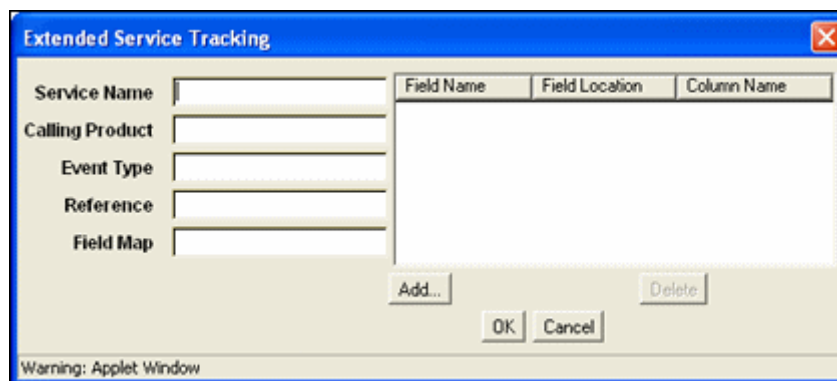 Extended Service Tracking
Service Name
Calling Product
Event Type
Reference
Field Map
Field Name Field Location Column Name
Add... Delete
OK Cancel
Warning: Applet Window